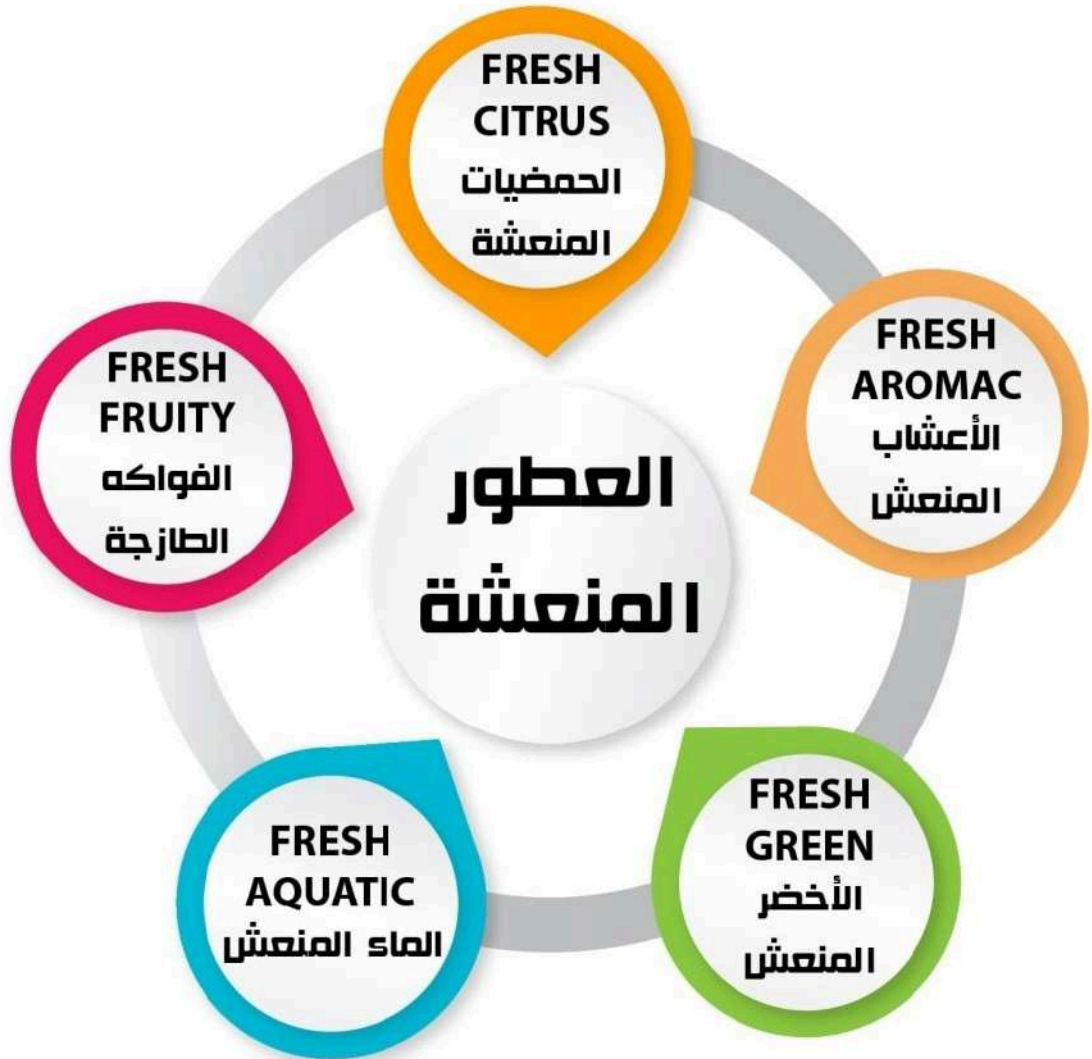 FRESH
CITRUS
الحمضيات
المنعشة
FRESH
AROMAC
الأعشاب
المنعش
FRESH
FRUITY
الفواكه
الطازجة
العطور
المنعشة
FRESH
GREEN
الأخضر
المنعش
FRESH
AQUATIC
الماء المنعش